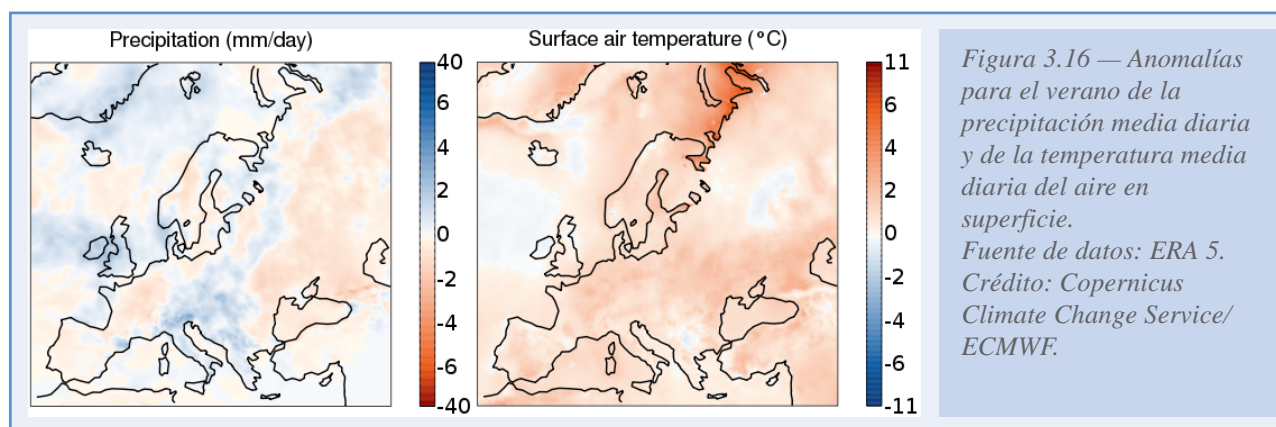 Precipitation (mm/day)
40
6
4
2
0
-2
-4
-6
-40
Surface air temperature (°C)
11
6
4
2
0
-2
-4
-6
-11
Figura 3.16 — Anomalías
para el verano de la
precipitación media diaria
y de la temperatura media
diaria del aire en
superficie.
Fuente de datos: ERA 5.
Crédito: Copernicus
Climate Change Service/
ECMWF.